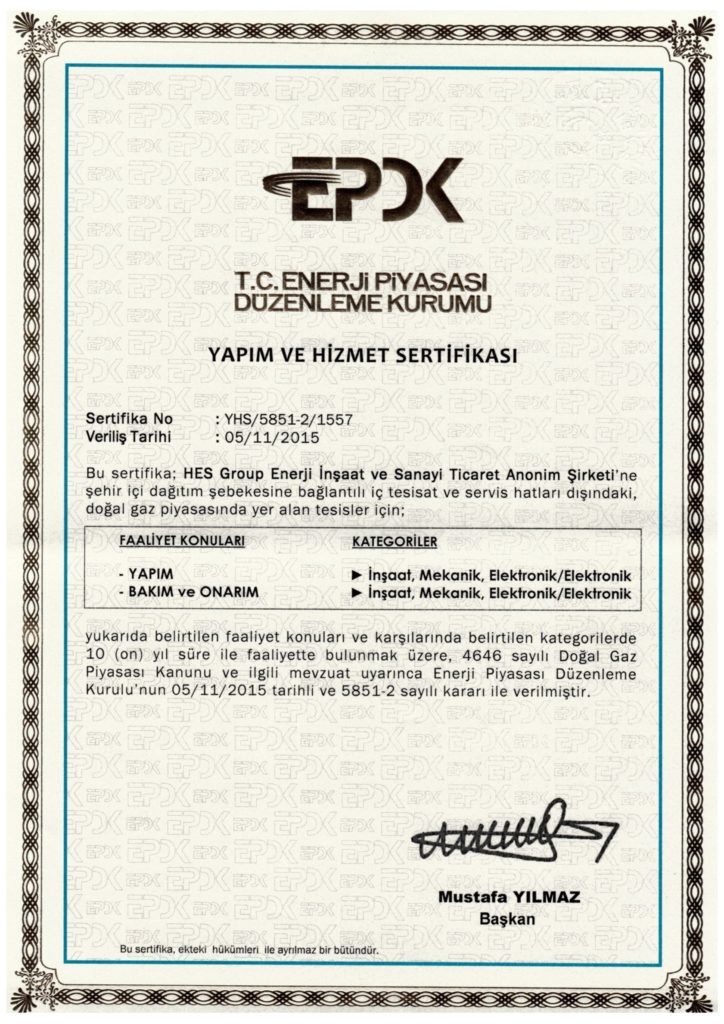 EPDK
T.C. ENERJİ PİYASASI
DÜZENLEME KURUMU
YAPIM VE HİZMET SERTİFİKASI
Sertifika No : YHS/5851-2/1557
Veriliş Tarihi : 05/11/2015
Bu sertifika; HES Group Enerji İnşaat ve Sanayi Ticaret Anonim Şirketi'ne
şehir içi dağıtım şebekesine bağlantılı iç tesisat ve servis hatları dışındaki,
doğal gaz piyasasında yer alan tesisler için;
FAALİYET KONULARI KATEGORİLER
- YAPIM ► İnşaat, Mekanik, Elektronik/Elektronik
- BAKIM ve ONARIM ► İnşaat, Mekanik, Elektronik/Elektronik
yukarıda belirtilen faaliyet konuları ve karşılarında belirtilen kategorilerde
10 (on) yıl süre ile faaliyette bulunmak üzere, 4646 sayılı Doğal Gaz
Piyasası Kanunu ve ilgili mevzuat uyarınca Enerji Piyasası Düzenleme
Kurulu'nun 05/11/2015 tarihli ve 5851-2 sayılı kararı ile verilmiştir.
Mustafa YILMAZ
Başkan
Bu sertifika, ekteki hükümleri ile ayrılmaz bir bütündür.